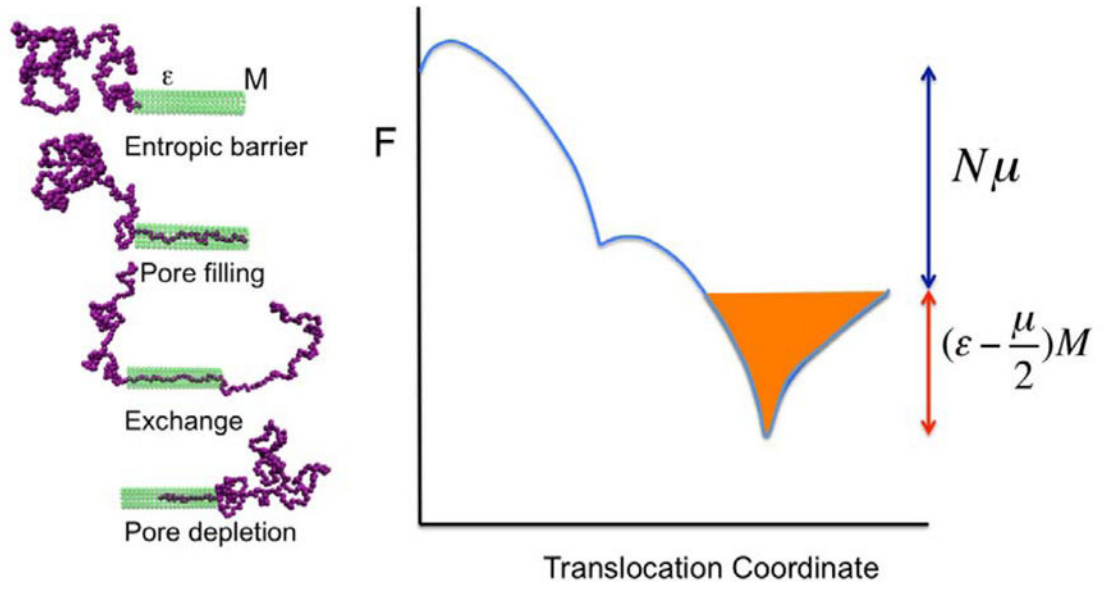 ε M
Entropic barrier
Pore filling
Exchange
Pore depletion
F
Nμ
(ε − μ/2)M
Translocation Coordinate